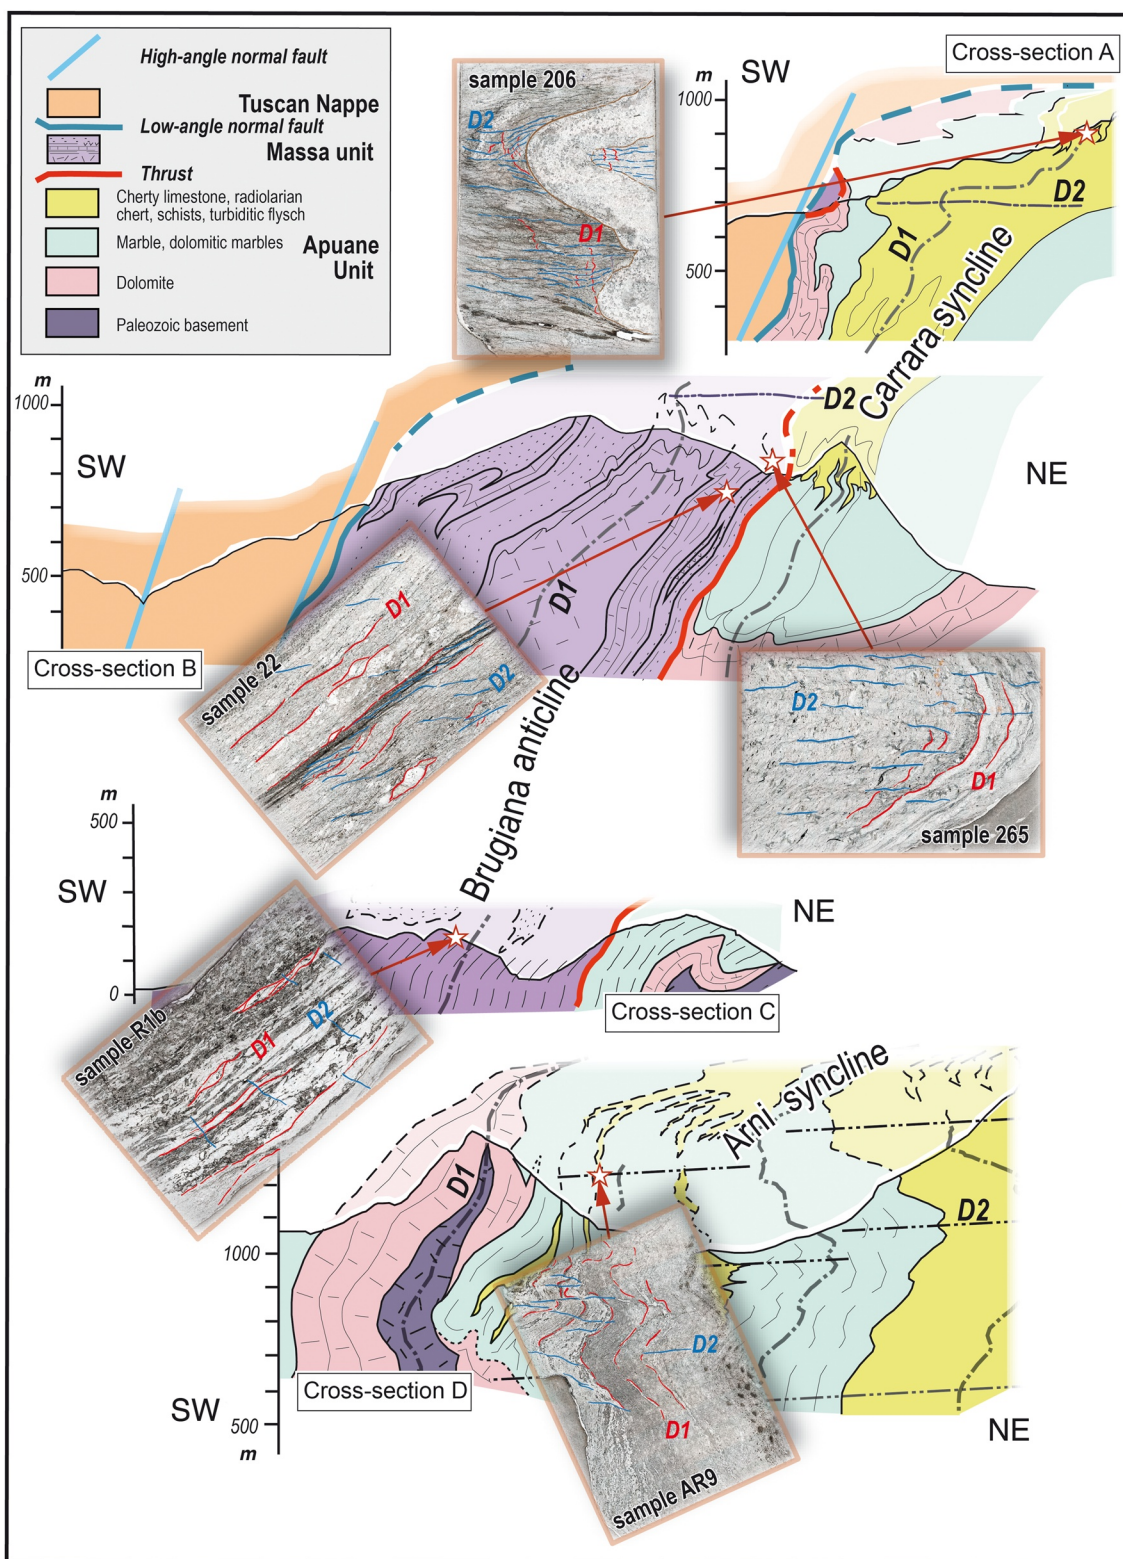 High-angle normal fault
Tuscan Nappe
Low-angle normal fault
Massa unit
Thrust
Cherty limestone, radiolarian
chert, schists, turbiditic flysch
Marble, dolomitic marbles
Apuane
Unit
Dolomite
Paleozoic basement
sample 206
D2
D1
Cross-section A
SW
m
1000
500
D2
D1
Carrara syncline
m
1000
SW
500
Cross-section B
D2
NE
D1
sample 22
D1
D2
D2
D1
sample 265
Brugiana anticline
m
500
SW
0
NE
Cross-section C
sample R1b
D1
D2
Arni syncline
D1
D2
1000
Cross-section D
SW
500
m
NE
D2
D1
sample AR9